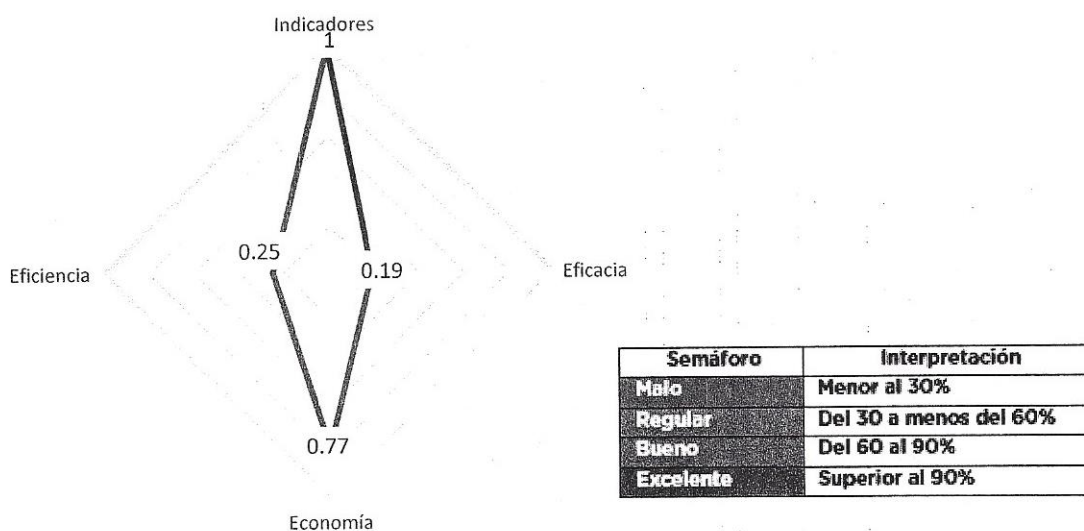 Indicadores
1
0.25
0.19
Eficiencia
Eficacia
0.77
Economía
Semáforo Interpretación
Malo Menor al 30%
Regular Del 30 a menos del 60%
Bueno Del 60 al 90%
Excelente Superior al 90%